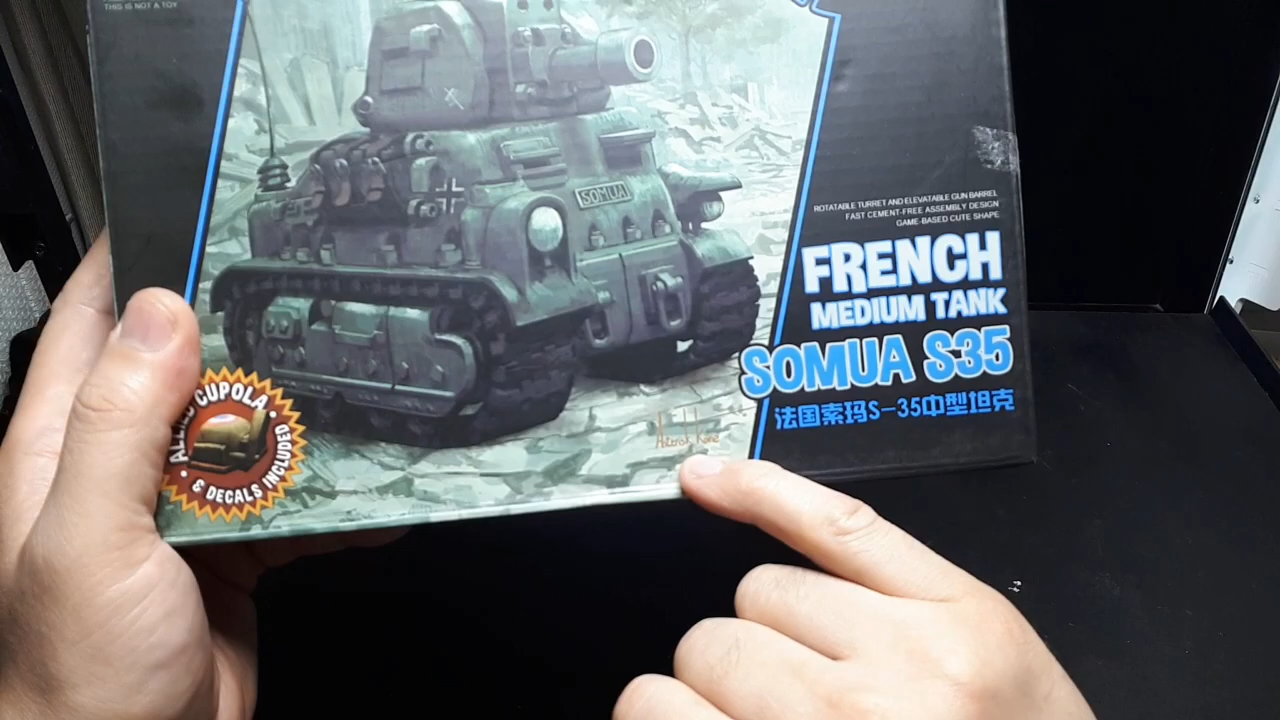 THIS IS NOT A TOY
SOMUA
ROTATABLE TURRET AND ELEVATABLE GUN BARREL
FAST CEMENT-FREE ASSEMBLY DESIGN
GAME-BASED CUTE SHAPE
FRENCH
MEDIUM TANK
SOMUA S35
法国索玛S-35中型坦克
CUPOLA
& DECALS INCLUDED